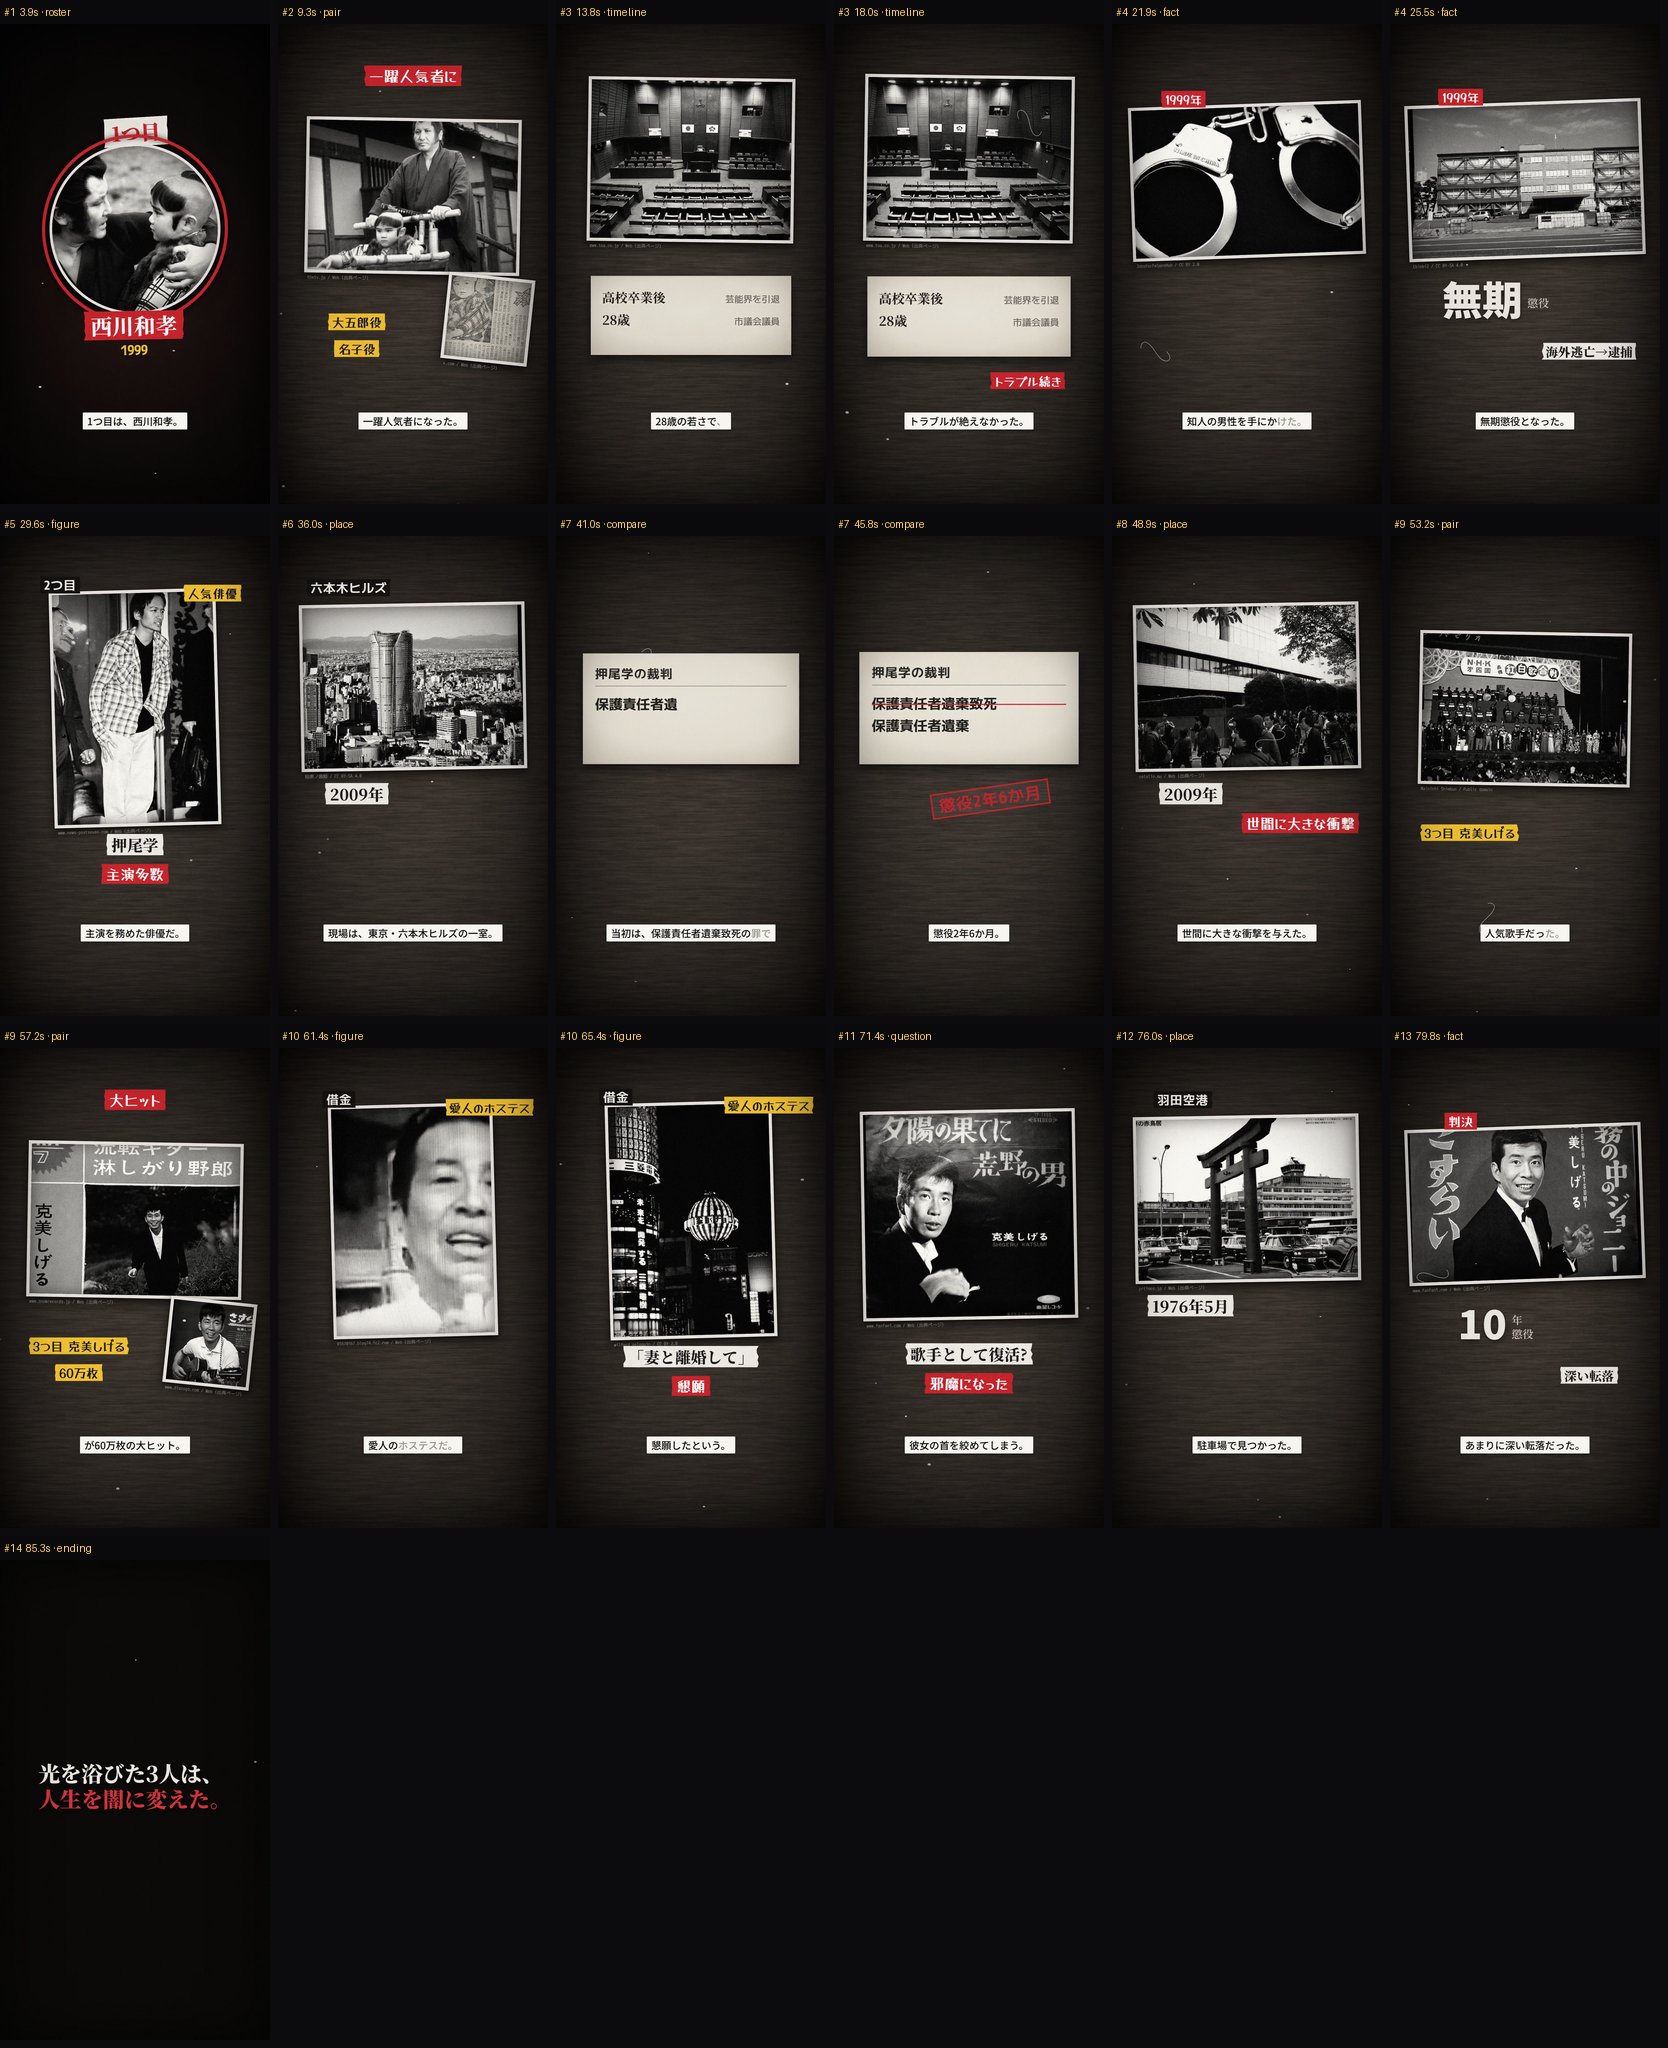 #1 3.9s · roster
1つ目
西川和孝
1999
1つ目は、西川和孝。
#2 9.3s · pair
一躍人気者に
大五郎役
名子役
一躍人気者になった。
#3 13.8s · timeline
高校卒業後 芸能界を引退
28歳 市議会議員
28歳の若さで、
#3 18.0s · timeline
高校卒業後 芸能界を引退
28歳 市議会議員
トラブル続き
トラブルが絶えなかった。
#4 21.9s · fact
1999年
知人の男性を手にかけた。
#4 25.5s · fact
1999年
無期 懲役
海外逃亡→逮捕
無期懲役となった。
#5 29.6s · figure
2つ目
人気俳優
押尾学
主演多数
主演を務めた俳優だ。
#6 36.0s · place
六本木ヒルズ
2009年
現場は、東京・六本木ヒルズの一室。
#7 41.0s · compare
押尾学の裁判
保護責任者遺
当初は、保護責任者遺棄致死の罪で
#7 45.8s · compare
押尾学の裁判
保護責任者遺棄致死
保護責任者遺棄
懲役2年6か月
懲役2年6か月。
#8 48.9s · place
2009年
世間に大きな衝撃
世間に大きな衝撃を与えた。
#9 53.2s · pair
3つ目 克美しげる
人気歌手だった。
#9 57.2s · pair
大ヒット
流転ギター
淋しがり野郎
克美しげる
3つ目 克美しげる
60万枚
が60万枚の大ヒット。
#10 61.4s · figure
借金
愛人のホステス
愛人のホステスだ。
#10 65.4s · figure
借金
愛人のホステス
「妻と離婚して」
懇願
懇願したという。
#11 71.4s · question
夕陽の果てに
荒野の男
克美しげる
SHIGERU KATSUMI
歌手として復活?
邪魔になった
彼女の首を絞めてしまう。
#12 76.0s · place
羽田空港
1976年5月
駐車場で見つかった。
#13 79.8s · fact
判決
さすらい
霧の中のジョニー
美しげる
10 年
懲役
深い転落
あまりに深い転落だった。
#14 85.3s · ending
光を浴びた3人は、
人生を闇に変えた。